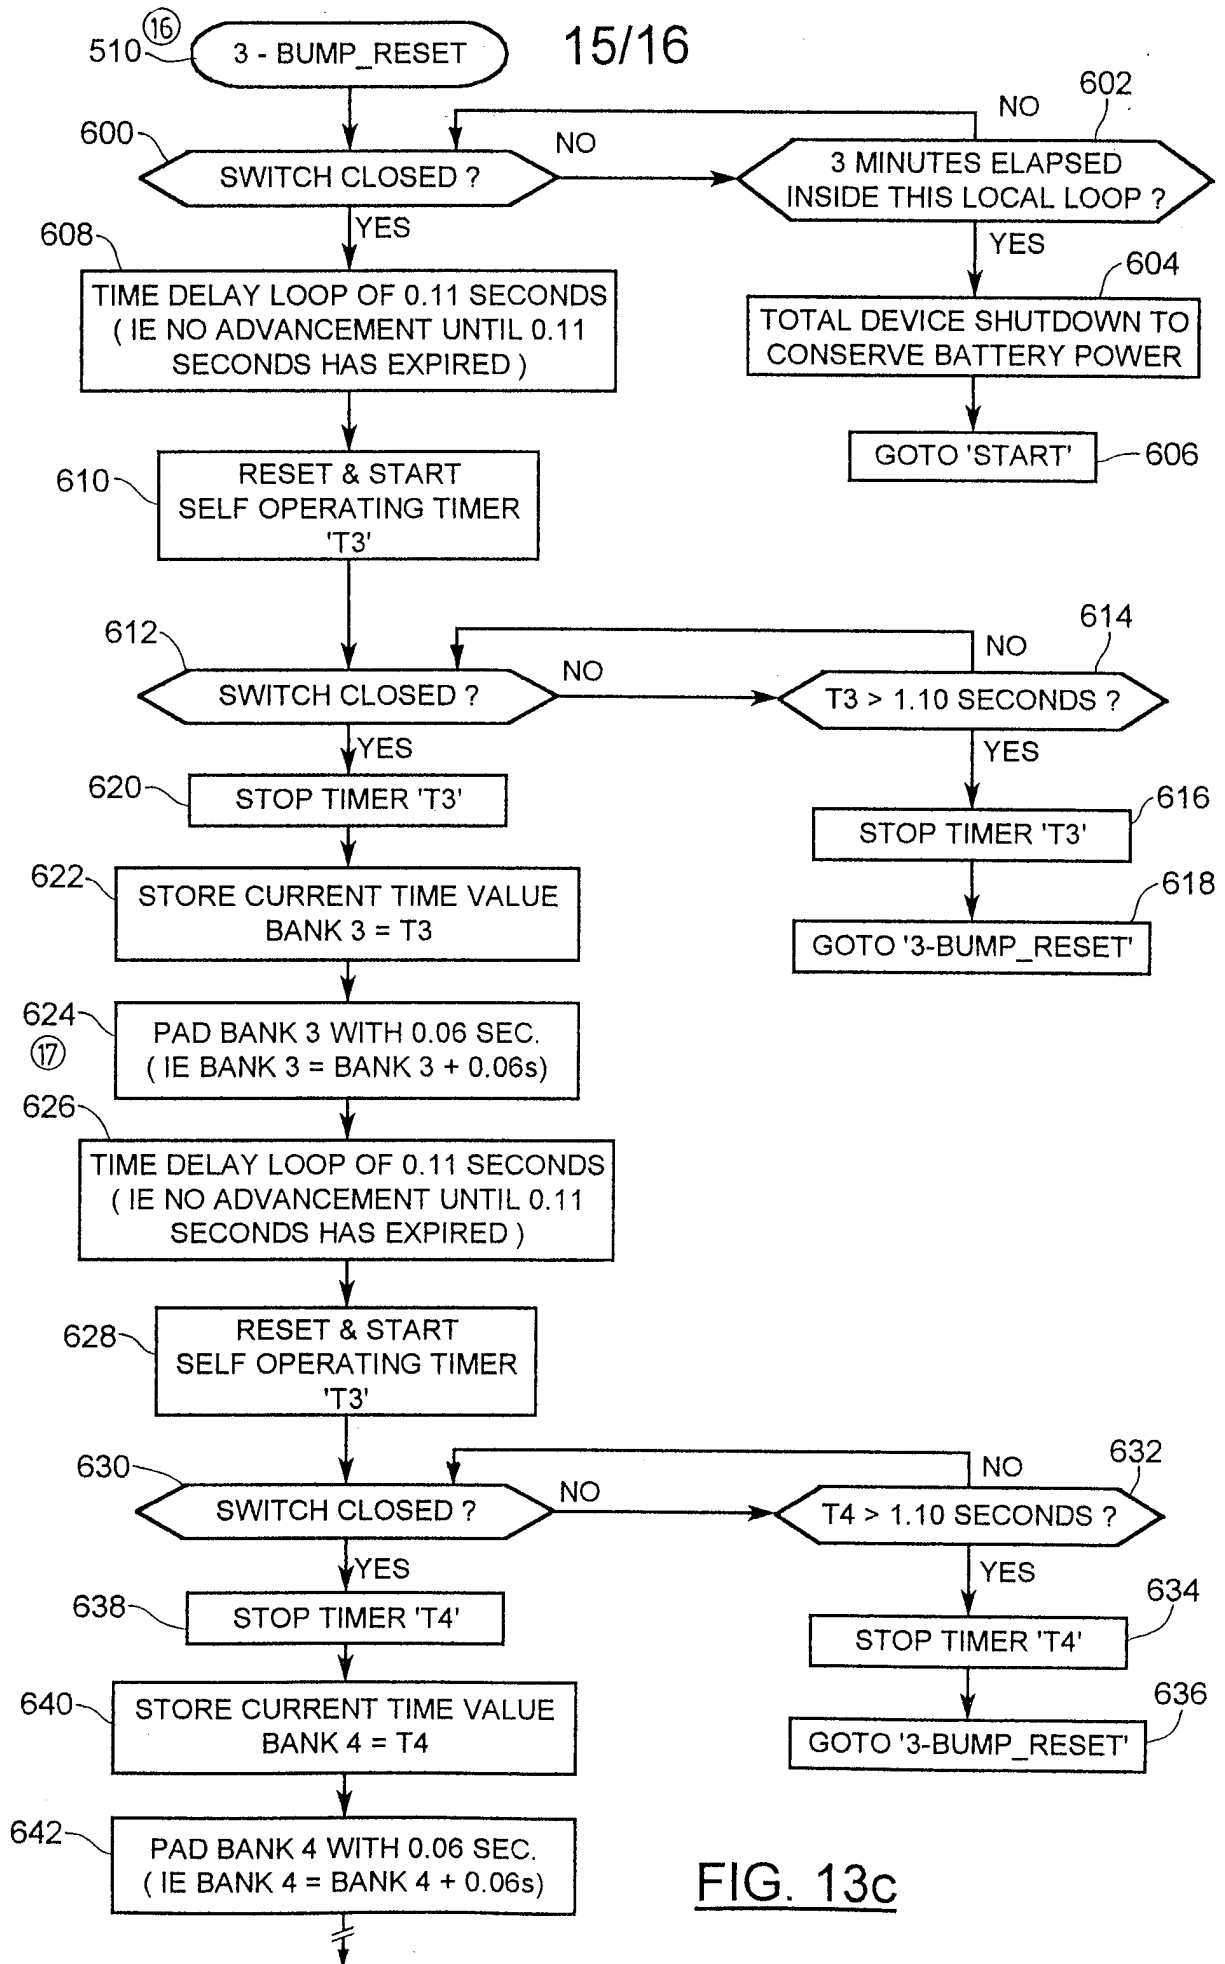 16
510
3 - BUMP_RESET
15/16
602
NO
600
SWITCH CLOSED ?
NO
3 MINUTES ELAPSED
INSIDE THIS LOCAL LOOP ?
YES
YES
608
604
TIME DELAY LOOP OF 0.11 SECONDS
( IE NO ADVANCEMENT UNTIL 0.11
SECONDS HAS EXPIRED )
TOTAL DEVICE SHUTDOWN TO
CONSERVE BATTERY POWER
GOTO 'START'
606
610
RESET & START
SELF OPERATING TIMER
'T3'
612
614
NO
SWITCH CLOSED ?
NO
T3 > 1.10 SECONDS ?
YES
YES
620
STOP TIMER 'T3'
616
STOP TIMER 'T3'
622
STORE CURRENT TIME VALUE
BANK 3 = T3
618
GOTO '3-BUMP_RESET'
624
17
PAD BANK 3 WITH 0.06 SEC.
( IE BANK 3 = BANK 3 + 0.06s)
626
TIME DELAY LOOP OF 0.11 SECONDS
( IE NO ADVANCEMENT UNTIL 0.11
SECONDS HAS EXPIRED )
628
RESET & START
SELF OPERATING TIMER
'T3'
630
632
NO
SWITCH CLOSED ?
NO
T4 > 1.10 SECONDS ?
YES
YES
638
STOP TIMER 'T4'
634
STOP TIMER 'T4'
640
STORE CURRENT TIME VALUE
BANK 4 = T4
636
GOTO '3-BUMP_RESET'
642
PAD BANK 4 WITH 0.06 SEC.
( IE BANK 4 = BANK 4 + 0.06s)
FIG. 13c